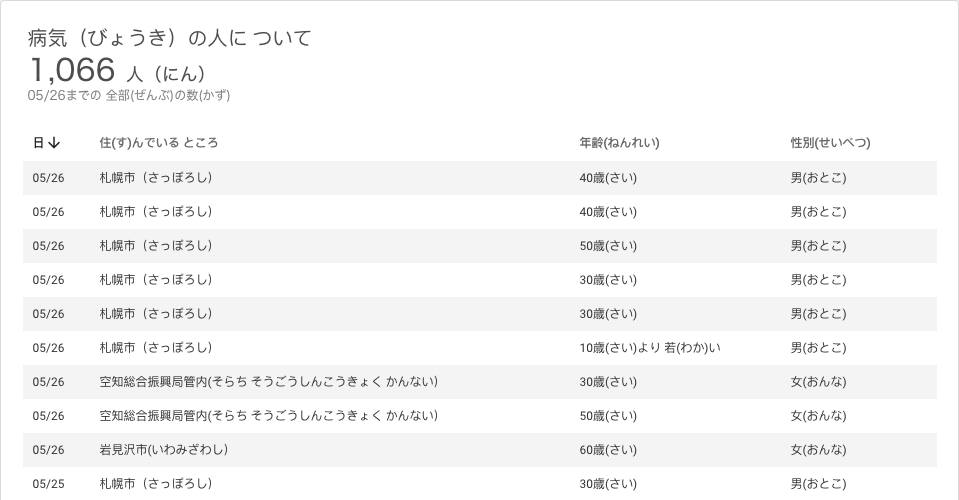 病気（びょうき）の人に ついて
1,066 人（にん）
05/26までの 全部(ぜんぶ)の数(かず)
日↓ 住(す)んでいる ところ 年齢(ねんれい) 性別(せいべつ)
05/26 札幌市（さっぽろし） 40歳(さい) 男(おとこ)
05/26 札幌市（さっぽろし） 40歳(さい) 男(おとこ)
05/26 札幌市（さっぽろし） 50歳(さい) 男(おとこ)
05/26 札幌市（さっぽろし） 30歳(さい) 男(おとこ)
05/26 札幌市（さっぽろし） 30歳(さい) 男(おとこ)
05/26 札幌市（さっぽろし） 10歳(さい)より 若(わか)い 男(おとこ)
05/26 空知総合振興局管内(そらち そうごうしんこうきょく かんない) 30歳(さい) 女(おんな)
05/26 空知総合振興局管内(そらち そうごうしんこうきょく かんない) 50歳(さい) 女(おんな)
05/26 岩見沢市(いわみざわし) 60歳(さい) 女(おんな)
05/25 札幌市（さっぽろし） 30歳(さい) 男(おとこ)